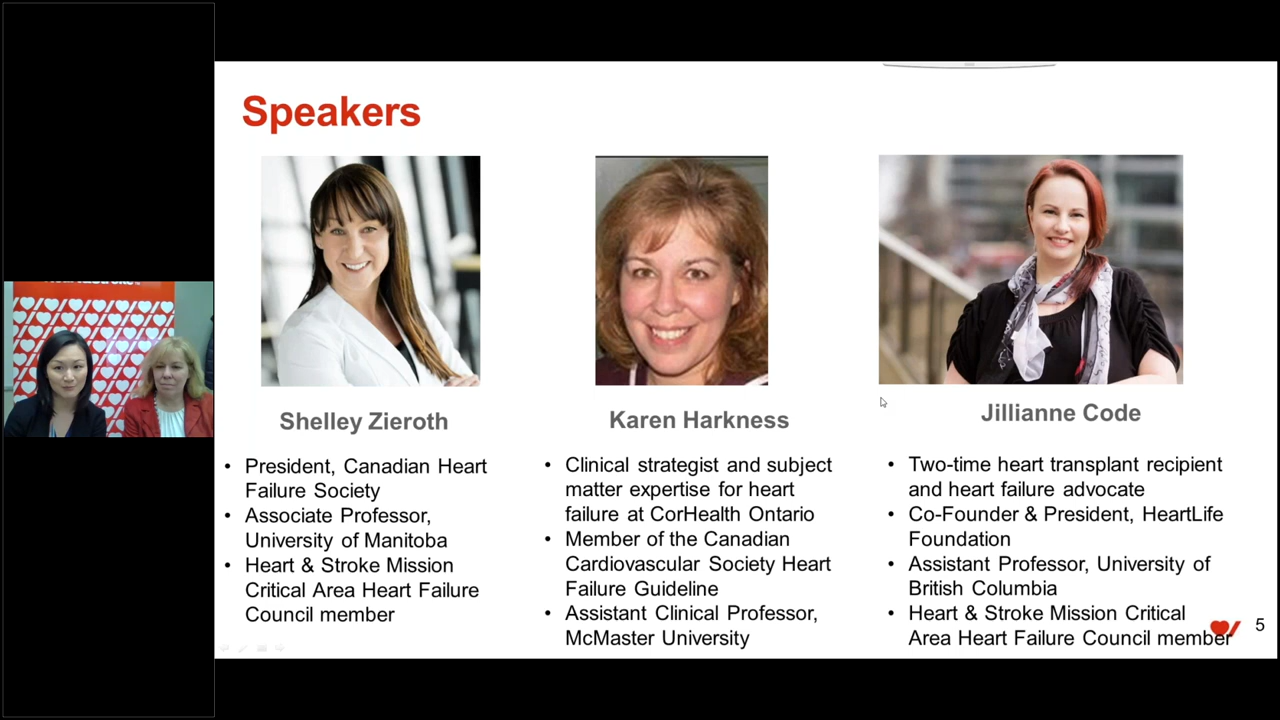 Speakers
Shelley Zieroth
• President, Canadian Heart
Failure Society
• Associate Professor,
University of Manitoba
• Heart & Stroke Mission
Critical Area Heart Failure
Council member
Karen Harkness
• Clinical strategist and subject
matter expertise for heart
failure at CorHealth Ontario
• Member of the Canadian
Cardiovascular Society Heart
Failure Guideline
• Assistant Clinical Professor,
McMaster University
Jillianne Code
• Two-time heart transplant recipient
and heart failure advocate
• Co-Founder & President, HeartLife
Foundation
• Assistant Professor, University of
British Columbia
• Heart & Stroke Mission Critical
Area Heart Failure Council member
5